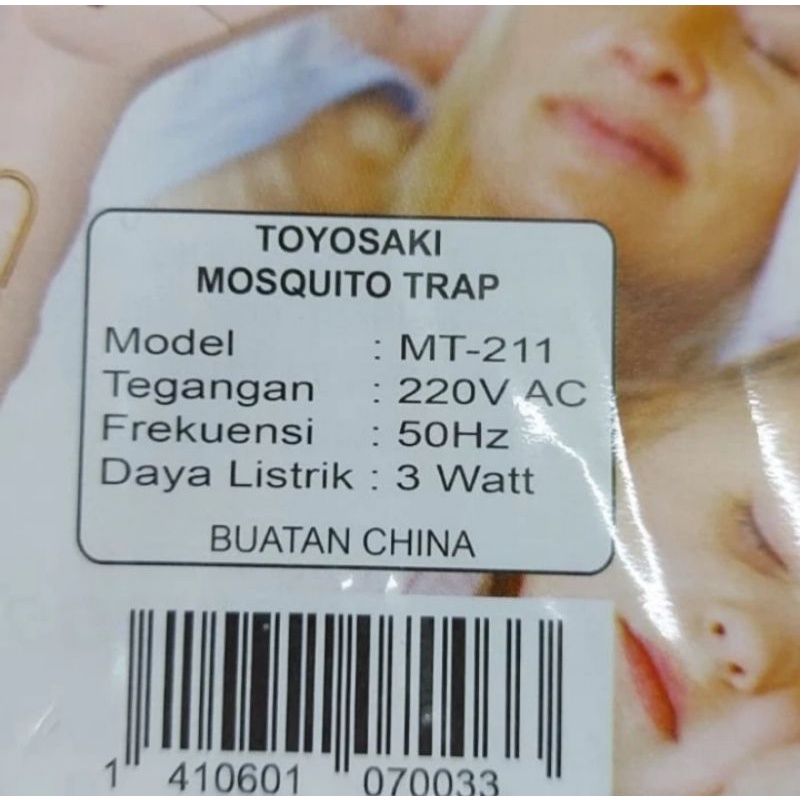 TOYOSAKI
MOSQUITO TRAP
Model : MT-211
Tegangan : 220V AC
Frekuensi : 50Hz
Daya Listrik : 3 Watt
BUATAN CHINA
1 410601 070033